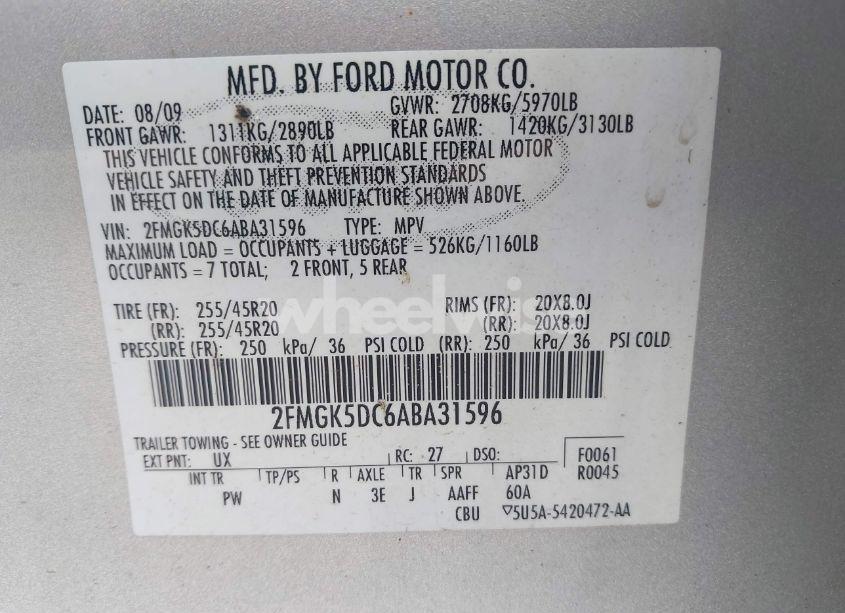 MFD. BY FORD MOTOR CO.
DATE: 08/09 GVWR: 2708KG/5970LB
FRONT GAWR: 1311KG/2890LB REAR GAWR: 1420KG/3130LB
THIS VEHICLE CONFORMS TO ALL APPLICABLE FEDERAL MOTOR
VEHICLE SAFETY AND THEFT PREVENTION STANDARDS
IN EFFECT ON THE DATE OF MANUFACTURE SHOWN ABOVE.
VIN: 2FMGK5DC6ABA31596 TYPE: MPV
MAXIMUM LOAD = OCCUPANTS + LUGGAGE = 526KG/1160LB
OCCUPANTS = 7 TOTAL; 2 FRONT, 5 REAR
TIRE (FR): 255/45R20 RIMS (FR): 20X8.0J
(RR): 255/45R20 (RR): 20X8.0J
PRESSURE (FR): 250 kPa/ 36 PSI COLD (RR): 250 kPa/ 36 PSI COLD
2FMGK5DC6ABA31596
TRAILER TOWING - SEE OWNER GUIDE
EXT PNT: UX RC: 27 DSO: F0061
INT TR TP/PS R AXLE TR SPR AP31D R0045
PW N 3E J AAFF 60A
CBU ▽5U5A-5420472-AA